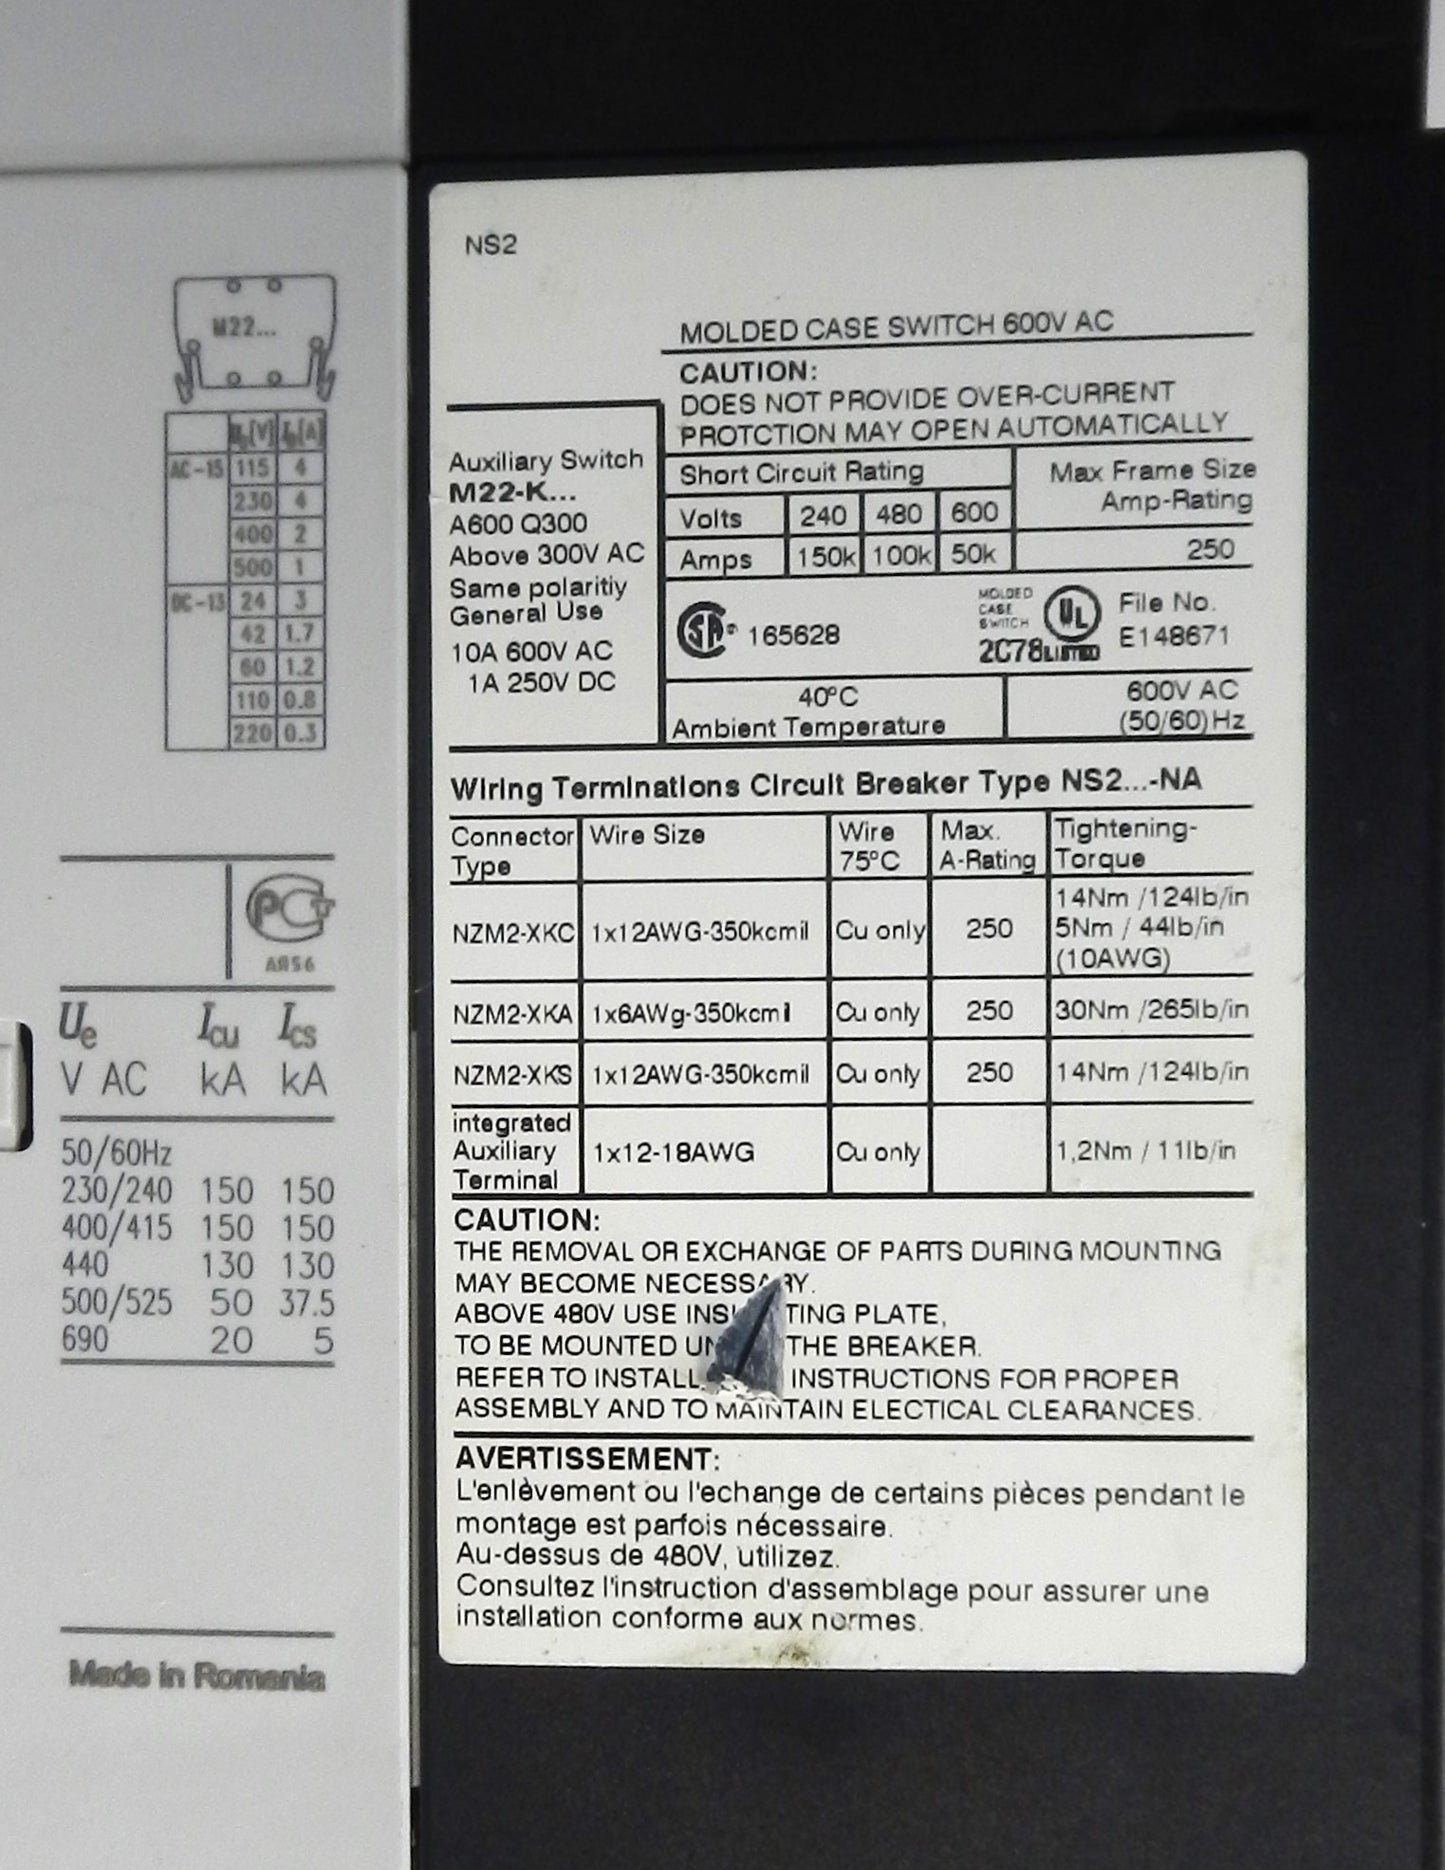 M22...
Ue[V] Ie[A]
AC-15 115 4
230 4
400 2
500 1
DC-13 24 3
42 1.7
60 1.2
110 0.8
220 0.3
PCT
АЯ56
Ue Icu Ics
V AC kA kA
50/60Hz
230/240 150 150
400/415 150 150
440 130 130
500/525 50 37.5
690 20 5
Made in Romania
NS2
MOLDED CASE SWITCH 600V AC
CAUTION:
DOES NOT PROVIDE OVER-CURRENT
PROTCTION MAY OPEN AUTOMATICALLY
Auxiliary Switch
M22-K...
A600 Q300
Above 300V AC
Same polaritiy
General Use
10A 600V AC
1A 250V DC
Short Circuit Rating
Max Frame Size
Amp-Rating
Volts 240 480 600
Amps 150k 100k 50k
250
SA® 165628
MOLDED
CASE
SWITCH
2C78 UL LISTED
File No.
E148671
40°C
Ambient Temperature
600V AC
(50/60)Hz
Wiring Terminations Circuit Breaker Type NS2...-NA
Connector Type Wire Size Wire 75°C Max. A-Rating Tightening-Torque
NZM2-XKC 1x12AWG-350kcmil Cu only 250 14Nm /124lb/in
5Nm / 44lb/in
(10AWG)
NZM2-XKA 1x6AWg-350kcmil Cu only 250 30Nm /265lb/in
NZM2-XKS 1x12AWG-350kcmil Cu only 250 14Nm /124lb/in
integrated
Auxiliary
Terminal
1x12-18AWG Cu only 1,2Nm / 11lb/in
CAUTION:
THE REMOVAL OR EXCHANGE OF PARTS DURING MOUNTING
MAY BECOME NECESSARY.
ABOVE 480V USE PLATE,
TO BE MOUNTED THE BREAKER.
REFER TO INSTRUCTIONS FOR PROPER
ASSEMBLY AND TO MAINTAIN ELECTICAL CLEARANCES.
AVERTISSEMENT:
L'enlèvement ou l'echange de certains pièces pendant le
montage est parfois nécessaire.
Au-dessus de 480V, utilizez.
Consultez l'instruction d'assemblage pour assurer une
installation conforme aux normes.